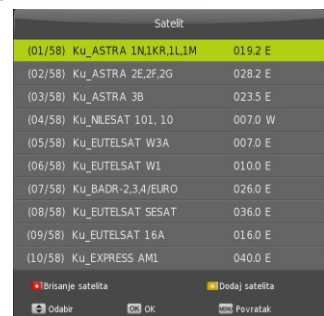 Satelit
(01/58) Ku_ASTRA 1N,1KR,1L,1M 019.2 E
(02/58) Ku_ASTRA 2E,2F,2G 028.2 E
(03/58) Ku_ASTRA 3B 023.5 E
(04/58) Ku_NILESAT 101, 10 007.0 W
(05/58) Ku_EUTELSAT W3A 007.0 E
(06/58) Ku_EUTELSAT W1 010.0 E
(07/58) Ku_BADR-2,3,4/EURO 026.0 E
(08/58) Ku_EUTELSAT SESAT 036.0 E
(09/58) Ku_EUTELSAT 16A 016.0 E
(10/58) Ku_EXPRESS AM1 040.0 E
Brisanje satelita Dodaj satelita
Odabir OK OK MENU Povratak